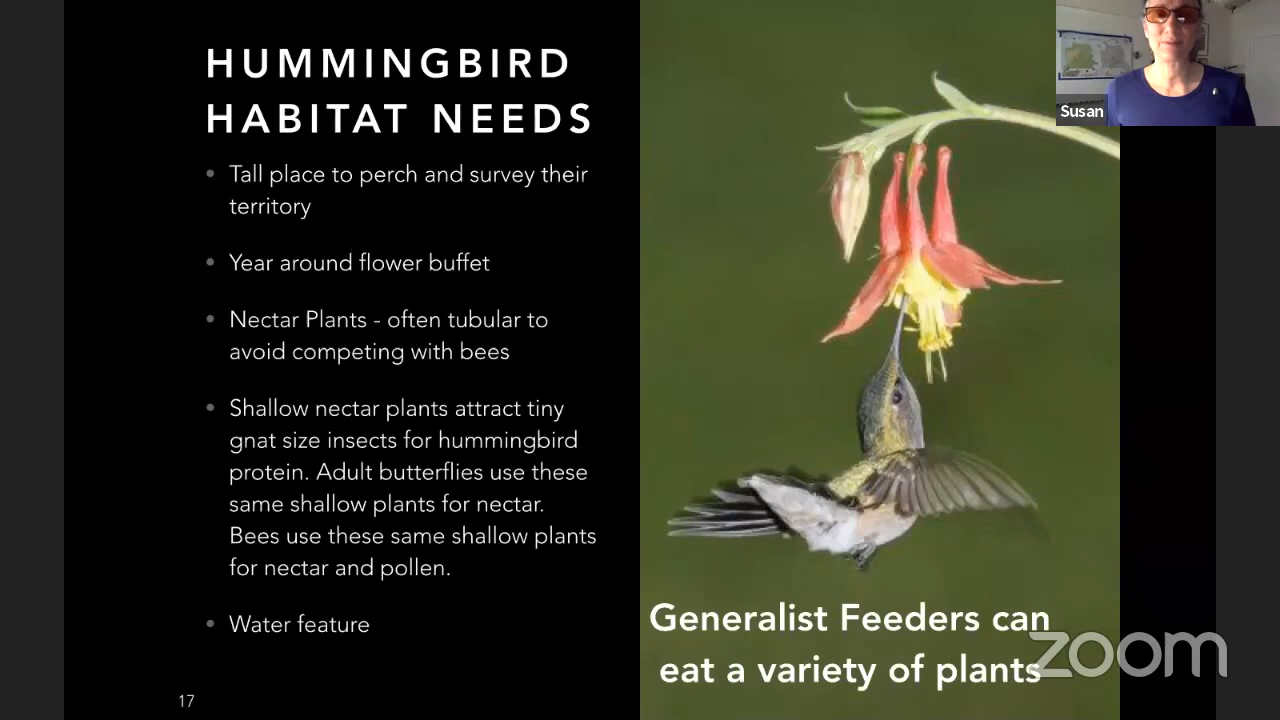 HUMMINGBIRD
HABITAT NEEDS
• Tall place to perch and survey their
territory
• Year around flower buffet
• Nectar Plants - often tubular to
avoid competing with bees
• Shallow nectar plants attract tiny
gnat size insects for hummingbird
protein. Adult butterflies use these
same shallow plants for nectar.
Bees use these same shallow plants
for nectar and pollen.
• Water feature
17
Generalist Feeders can
eat a variety of plants
Susan
zoom